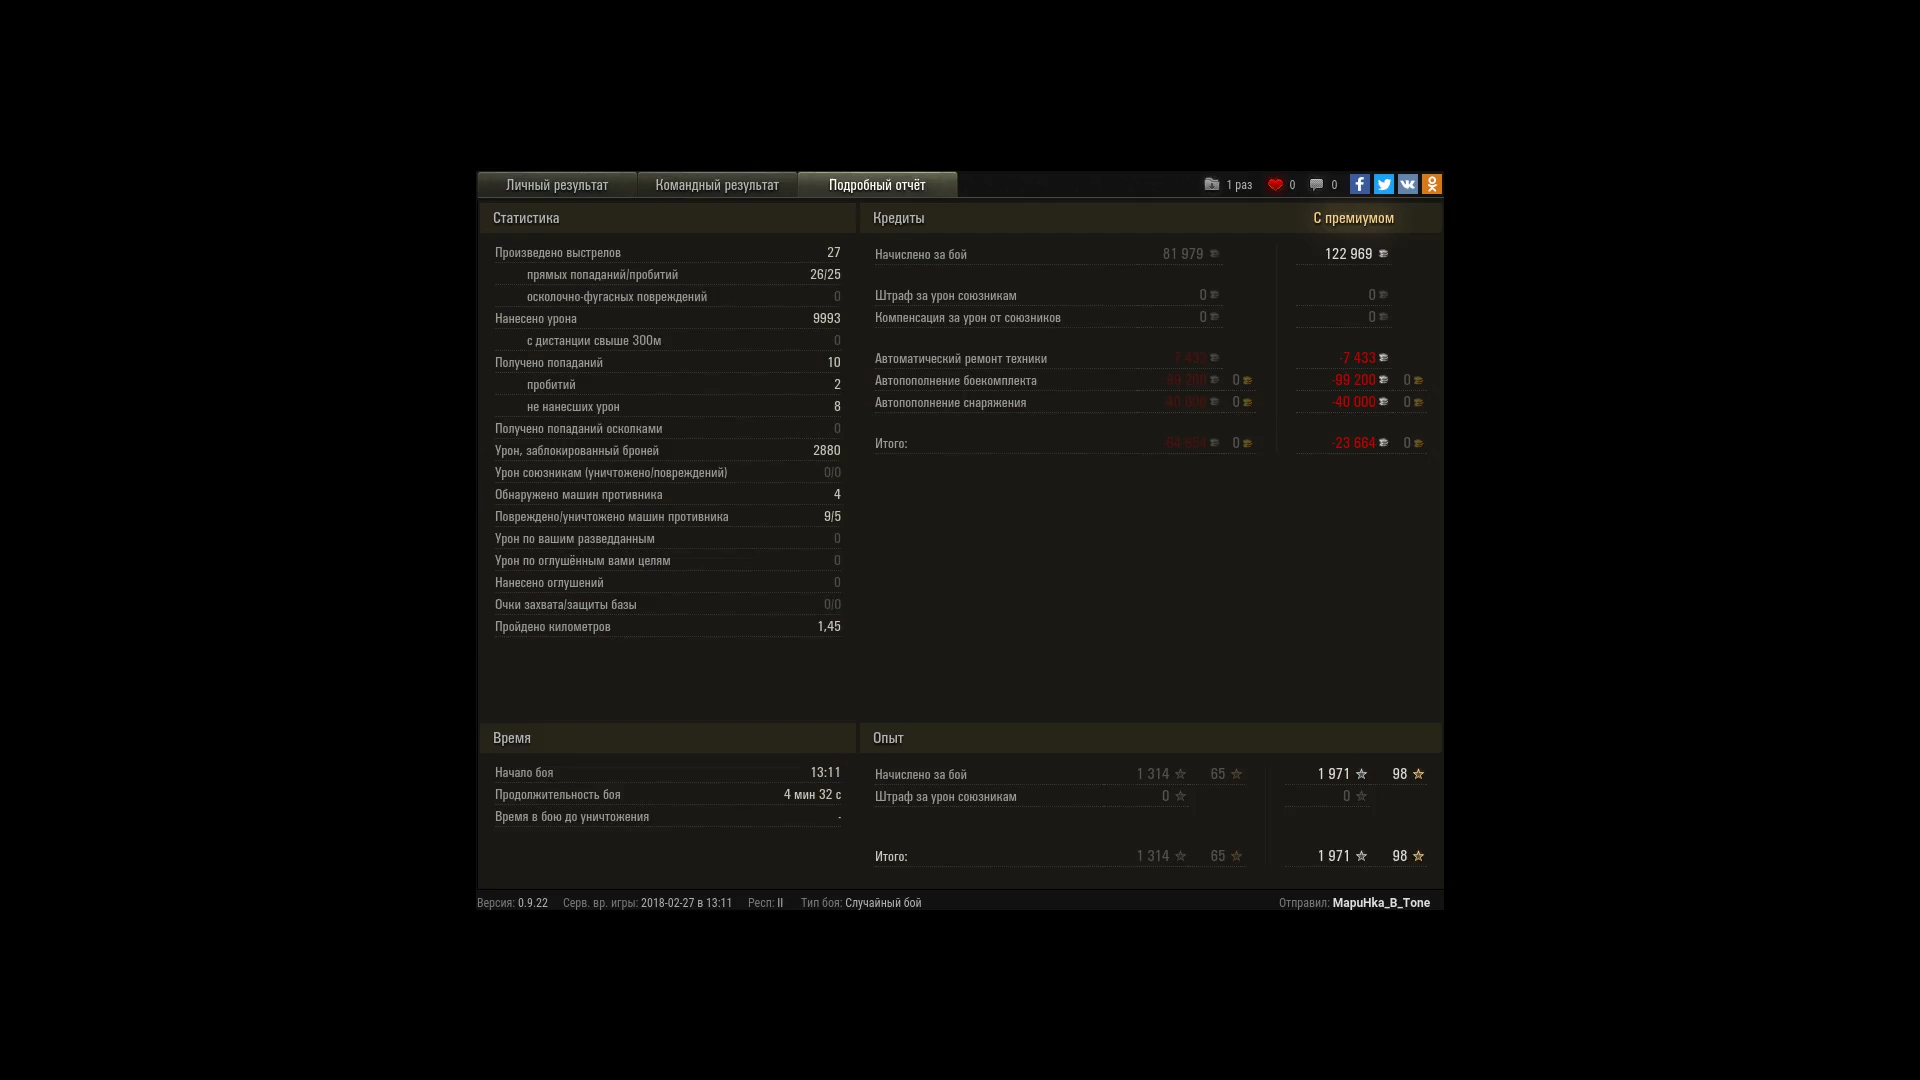 Личный результат Командный результат Подробный отчёт 1 раз 0 0
Статистика
Произведено выстрелов 27
прямых попаданий/пробитий 26/25
осколочно-фугасных повреждений 0
Нанесено урона 9993
с дистанции свыше 300м 0
Получено попаданий 10
пробитий 2
не нанесших урон 8
Получено попаданий осколками 0
Урон, заблокированный броней 2880
Урон союзникам (уничтожено/повреждений) 0/0
Обнаружено машин противника 4
Повреждено/уничтожено машин противника 9/5
Урон по вашим разведданным 0
Урон по оглушённым вами целям 0
Нанесено оглушений 0
Очки захвата/защиты базы 0/0
Пройдено километров 1,45
Кредиты С премиумом
Начислено за бой 81 979 122 969
Штраф за урон союзникам 0 0
Компенсация за урон от союзников 0 0
Автоматический ремонт техники -7 433 -7 433
Автопополнение боекомплекта -99 200 0 -99 200 0
Автопополнение снаряжения -40 000 0 -40 000 0
Итого: -64 654 0 -23 664 0
Время
Начало боя 13:11
Продолжительность боя 4 мин 32 с
Время в бою до уничтожения -
Опыт
Начислено за бой 1 314 65 1 971 98
Штраф за урон союзникам 0 0
Итого: 1 314 65 1 971 98
Версия: 0.9.22 Серв. вр. игры: 2018-02-27 в 13:11 Респ: II Тип боя: Случайный бой Отправил: MapuHka_B_Tone